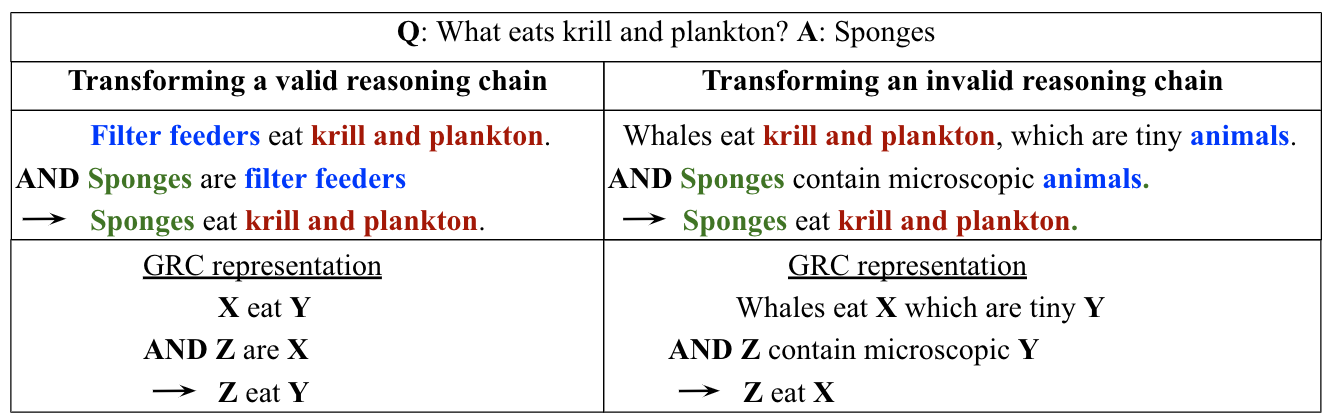 Q: What eats krill and plankton? A: Sponges
Transforming a valid reasoning chain
Filter feeders eat krill and plankton.
AND Sponges are filter feeders
→ Sponges eat krill and plankton.
GRC representation
X eat Y
AND Z are X
→ Z eat Y
Transforming an invalid reasoning chain
Whales eat krill and plankton, which are tiny animals.
AND Sponges contain microscopic animals.
→ Sponges eat krill and plankton.
GRC representation
Whales eat X which are tiny Y
AND Z contain microscopic Y
→ Z eat X